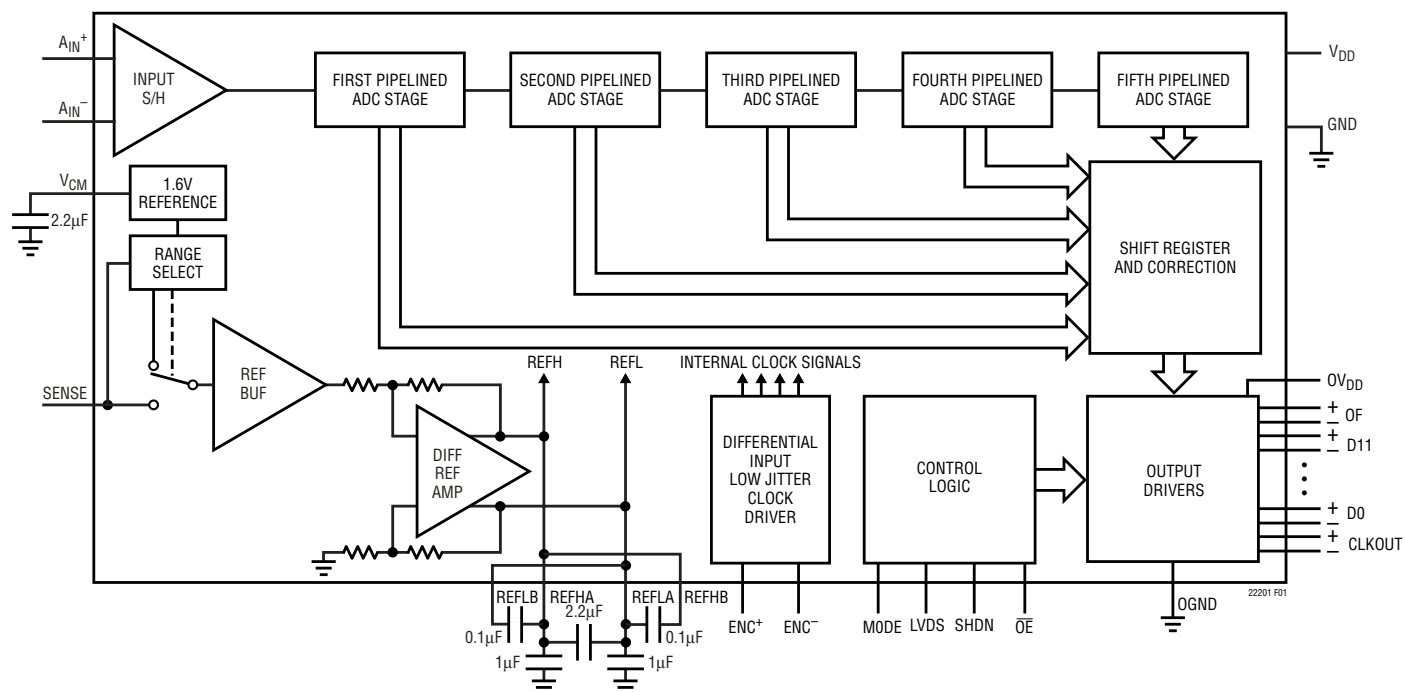 AIN+
AIN–
INPUT
S/H
FIRST PIPELINED
ADC STAGE
SECOND PIPELINED
ADC STAGE
THIRD PIPELINED
ADC STAGE
FOURTH PIPELINED
ADC STAGE
FIFTH PIPELINED
ADC STAGE
VDD
GND
VCM
2.2μF
1.6V
REFERENCE
RANGE
SELECT
SHIFT REGISTER
AND CORRECTION
SENSE
REF
BUF
REFH
REFL
INTERNAL CLOCK SIGNALS
DIFF
REF
AMP
DIFFERENTIAL
INPUT
LOW JITTER
CLOCK
DRIVER
CONTROL
LOGIC
OUTPUT
DRIVERS
OVDD
+
– OF
+
– D11
•
•
•
+
– D0
+
– CLKOUT
REFLB
REFHA
REFLA
REFHB
2.2μF
0.1μF
0.1μF
1μF
1μF
ENC+
ENC–
MODE
LVDS
SHDN
OE
OGND
22201 F01